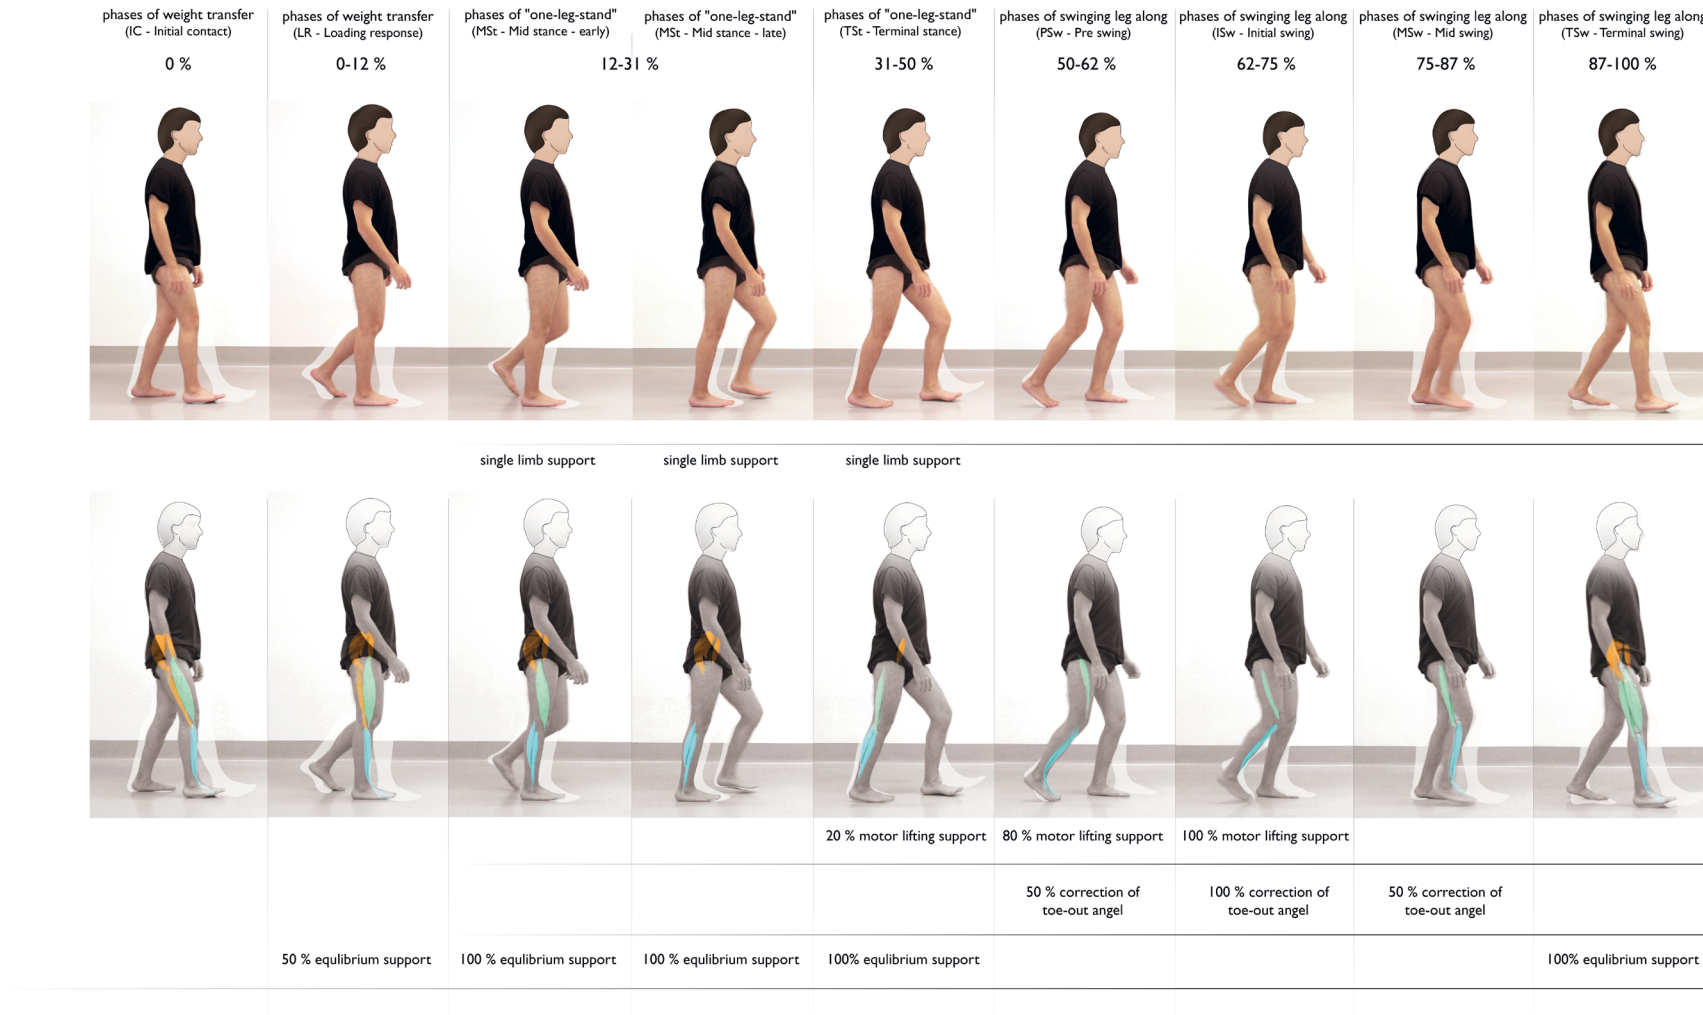 phases of weight transfer
(IC - Initial contact)
0 %
phases of weight transfer
(LR - Loading response)
0-12 %
phases of "one-leg-stand"
(MSt - Mid stance - early)
phases of "one-leg-stand"
(MSt - Mid stance - late)
12-31 %
phases of "one-leg-stand"
(TSt - Terminal stance)
31-50 %
phases of swinging leg along
(PSw - Pre swing)
50-62 %
phases of swinging leg along
(ISw - Initial swing)
62-75 %
phases of swinging leg along
(MSw - Mid swing)
75-87 %
phases of swinging leg along
(TSw - Terminal swing)
87-100 %
single limb support
single limb support
single limb support
20 % motor lifting support
80 % motor lifting support
100 % motor lifting support
50 % correction of
toe-out angel
100 % correction of
toe-out angel
50 % correction of
toe-out angel
50 % equlibrium support
100 % equlibrium support
100 % equlibrium support
100% equlibrium support
100% equlibrium support